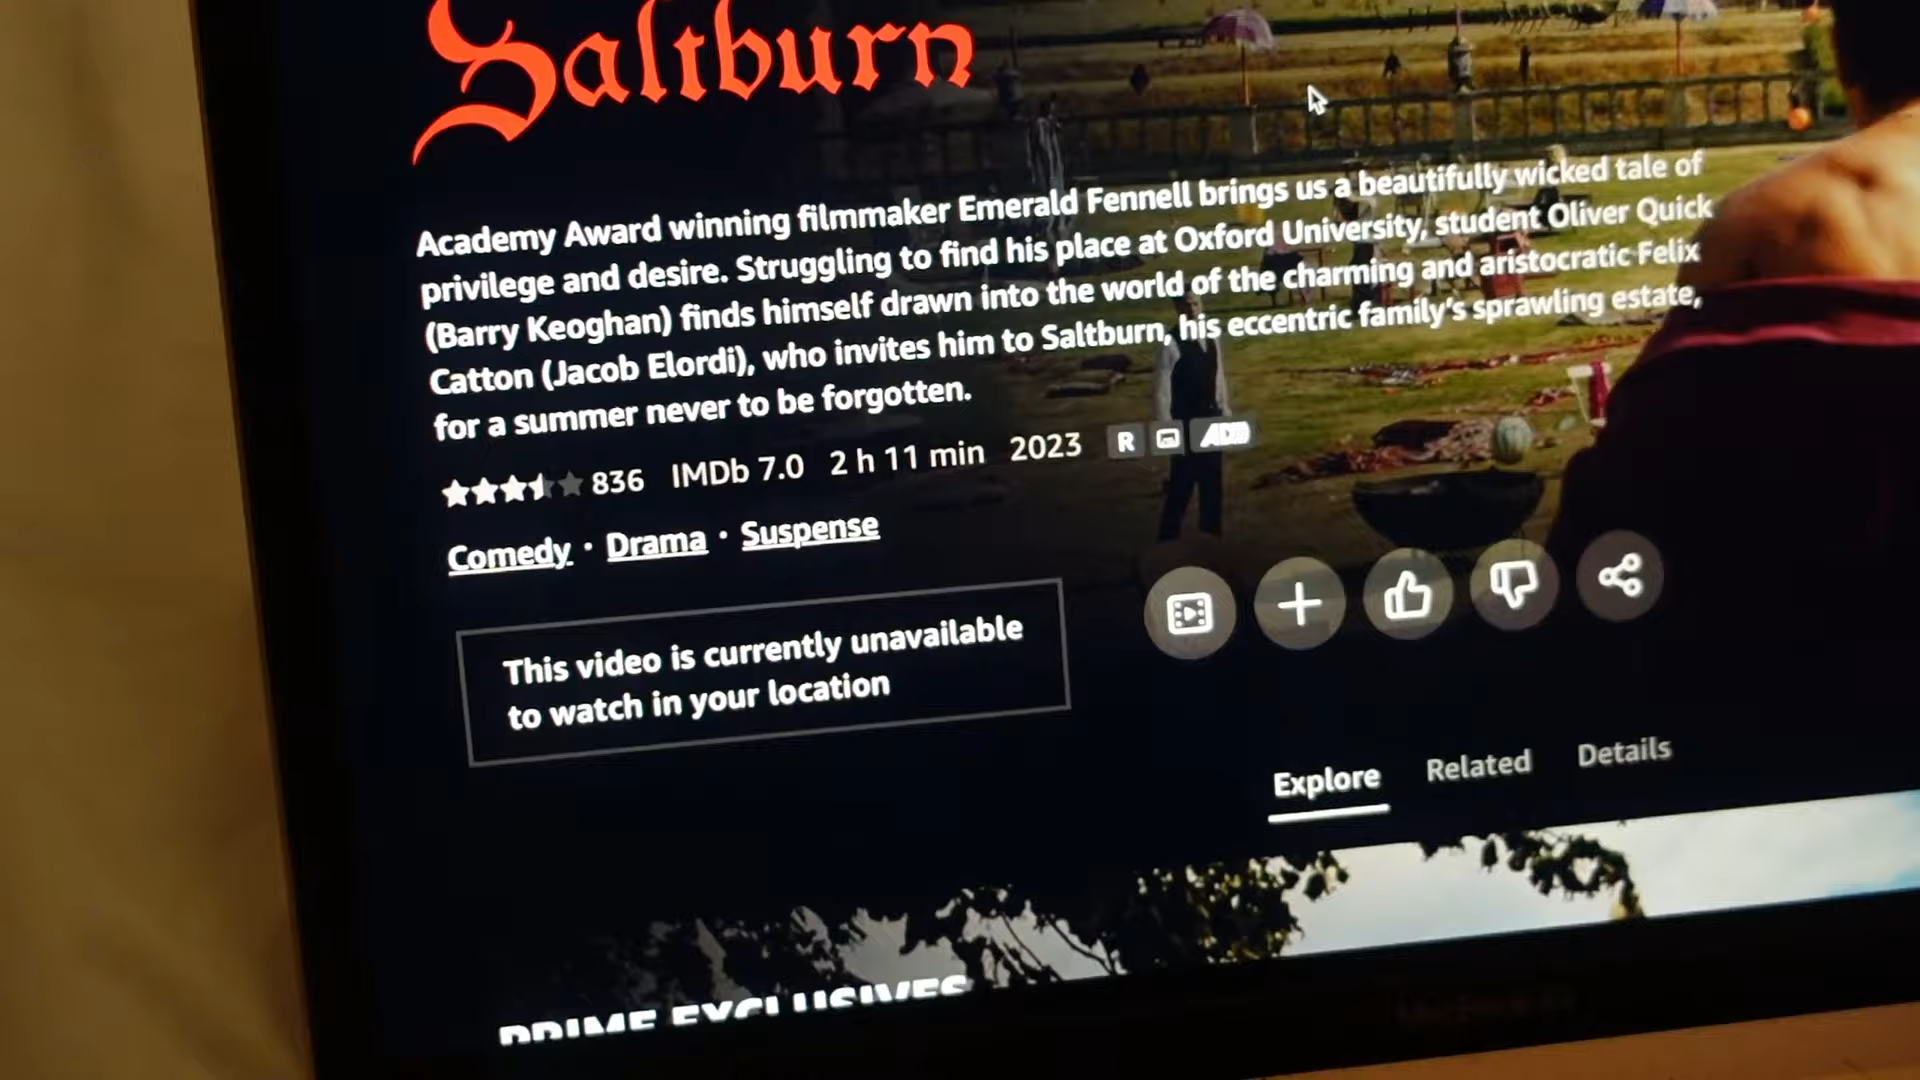 Saltburn
Academy Award winning filmmaker Emerald Fennell brings us a beautifully wicked tale of
privilege and desire. Struggling to find his place at Oxford University, student Oliver Quick
(Barry Keoghan) finds himself drawn into the world of the charming and aristocratic Felix
Catton (Jacob Elordi), who invites him to Saltburn, his eccentric family's sprawling estate,
for a summer never to be forgotten.
836 IMDb 7.0 2 h 11 min 2023 R AD
Comedy · Drama · Suspense
This video is currently unavailable
to watch in your location
Explore Related Details
PRIME EXCLUSIVES